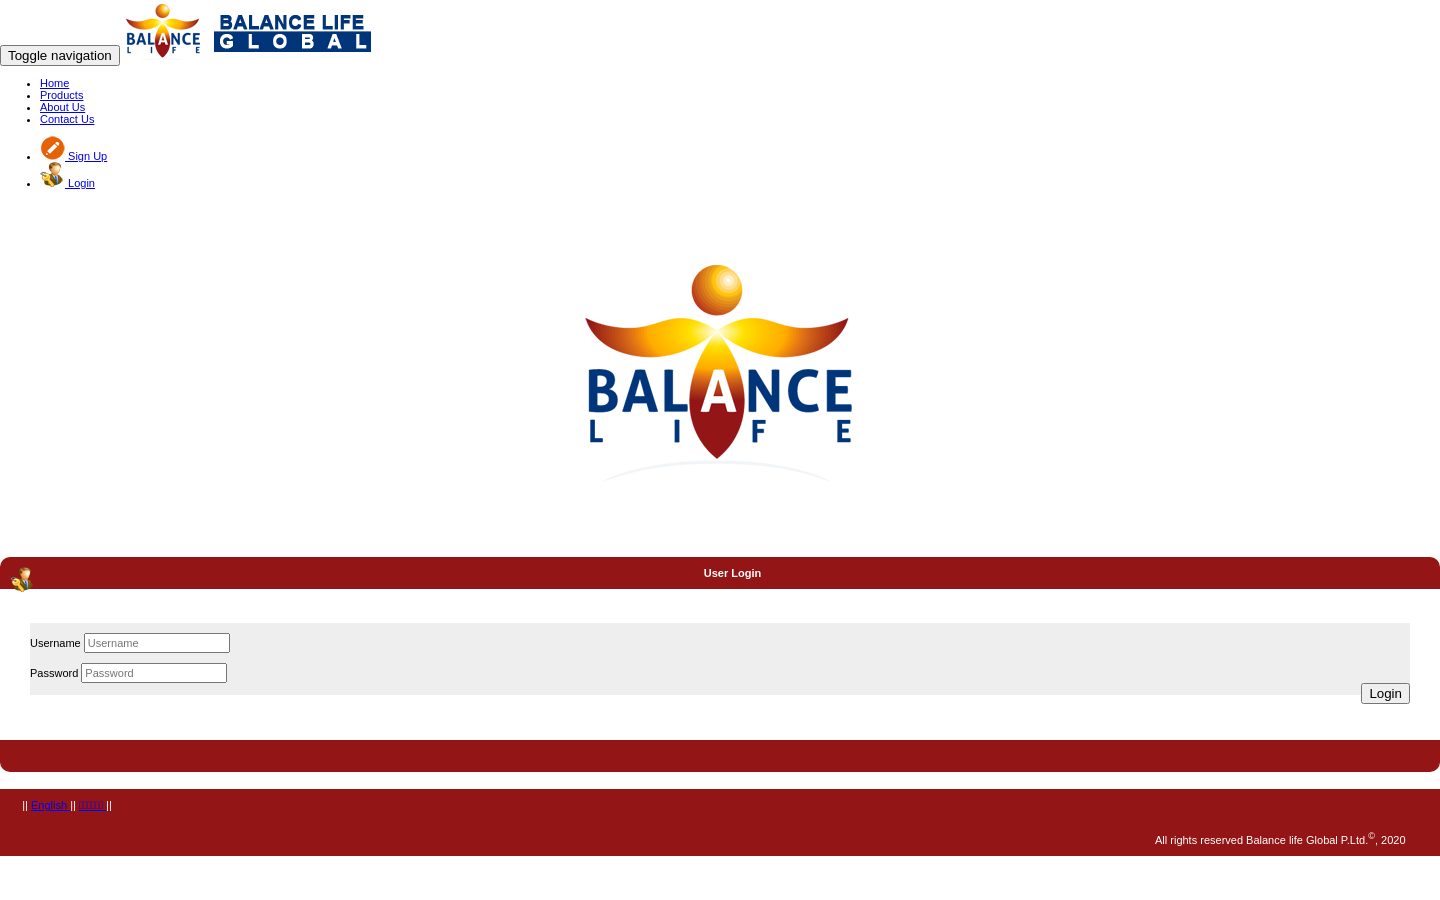 BALANCE LIFE
BALANCE LIFE GLOBAL
Toggle navigation
Home
Products
About Us
Contact Us
Sign Up
Login
BALANCE
LIFE
User Login
Username Username
Password Password
Login
|| English || ||
All rights reserved Balance life Global P.Ltd.©, 2020